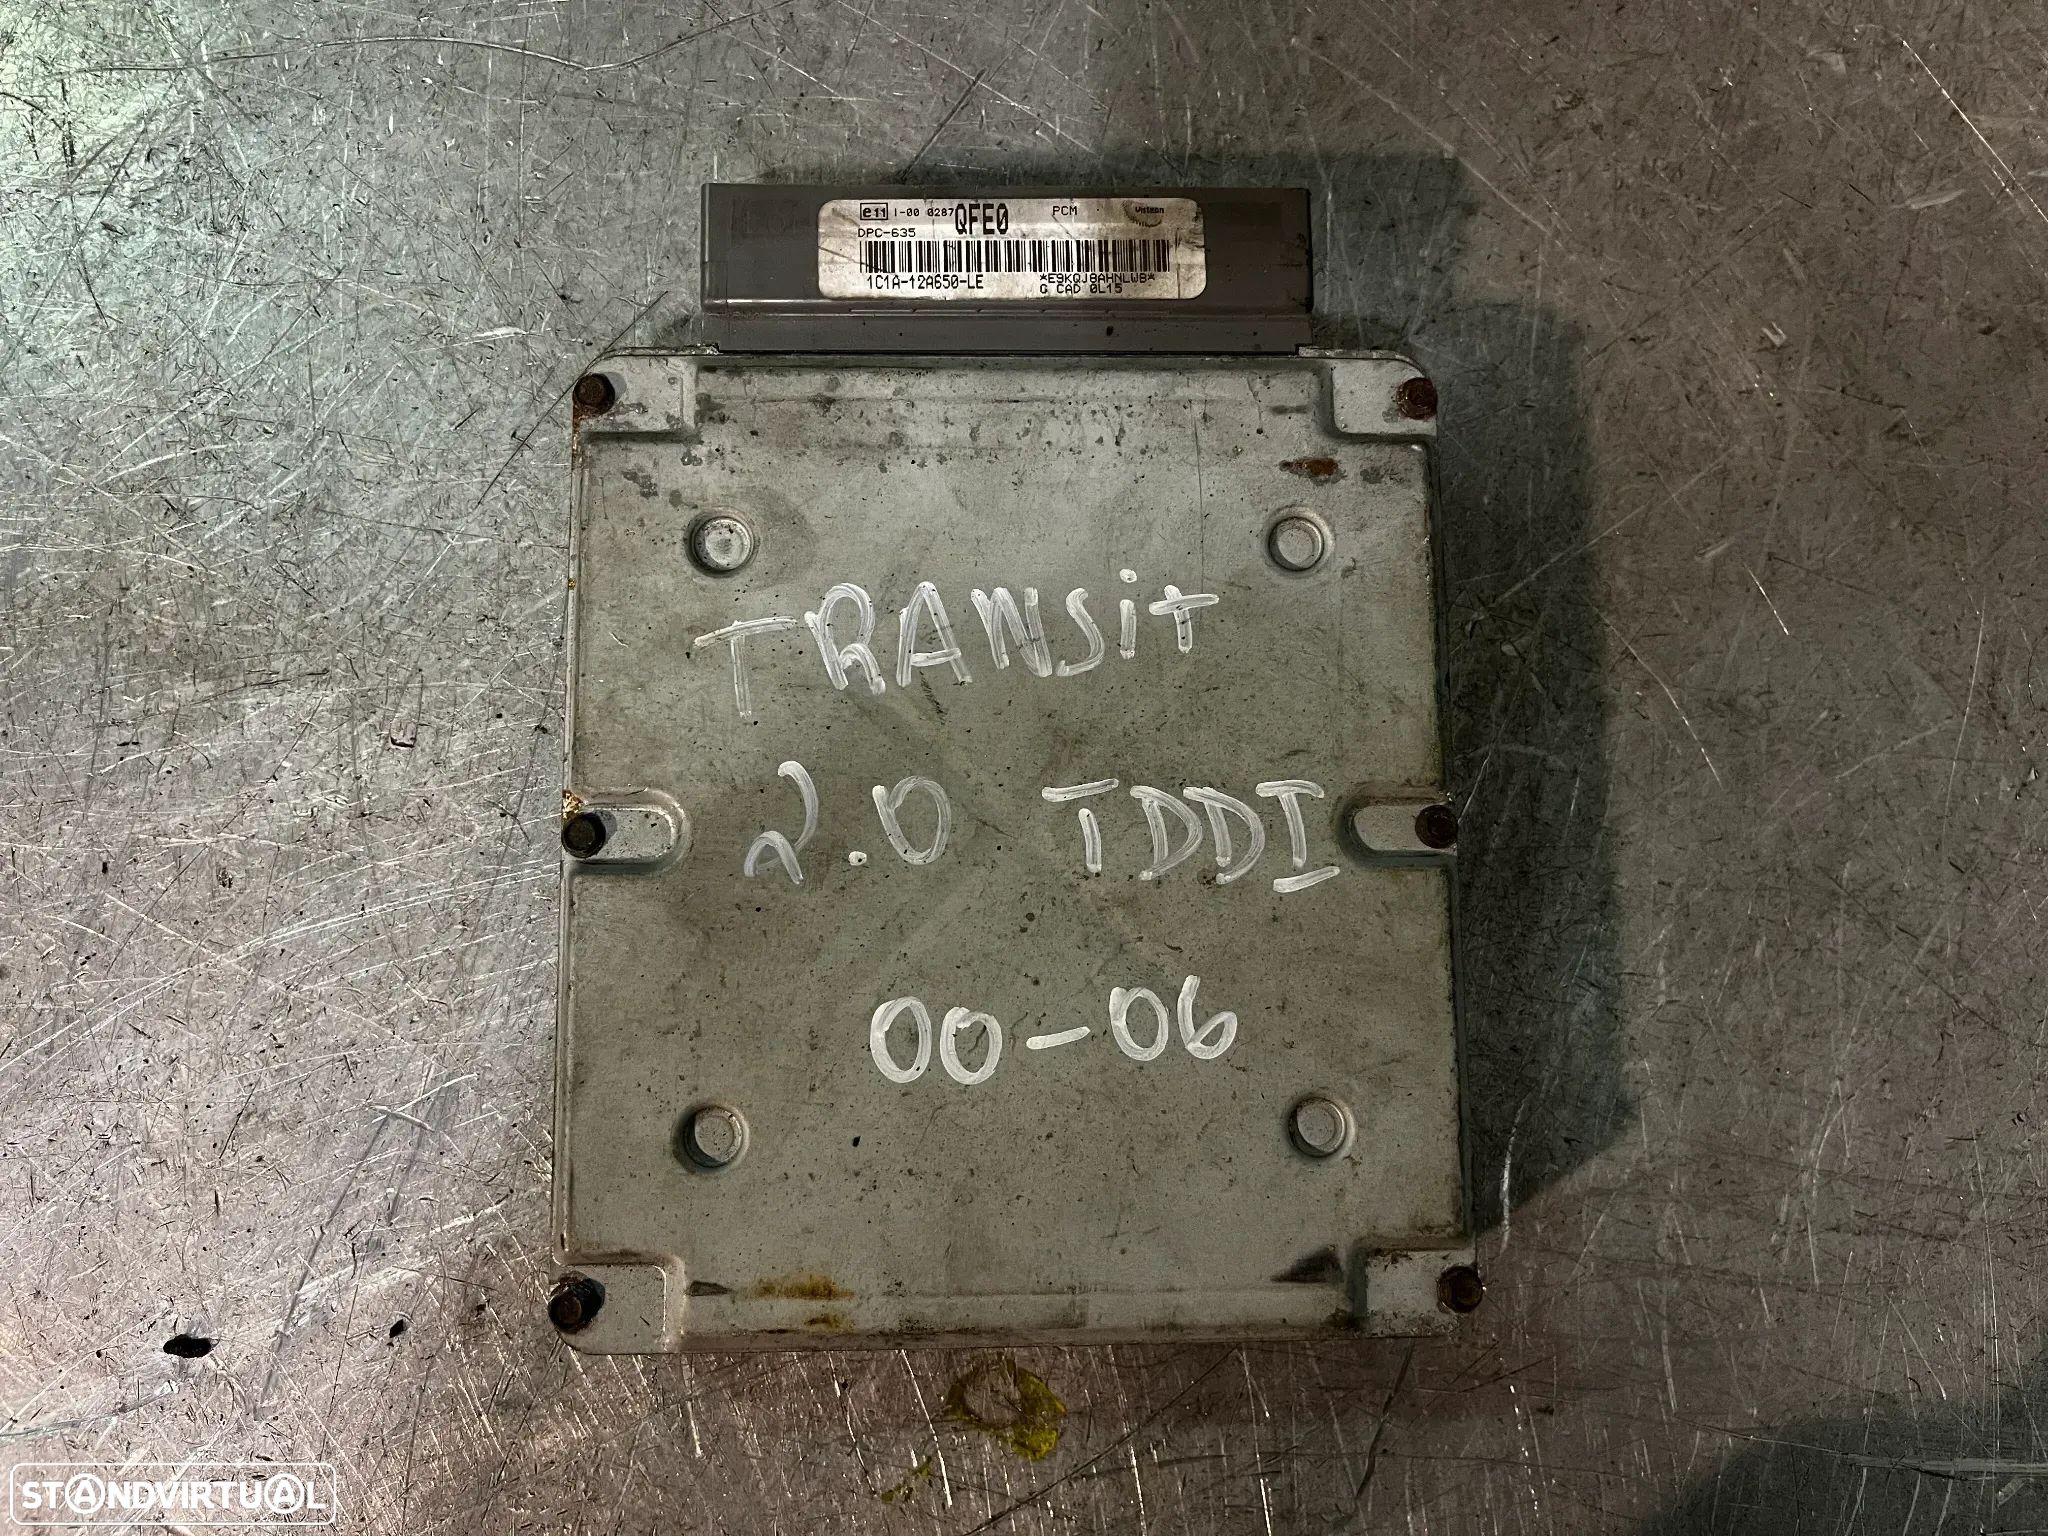 e11 I-00 0287 QFE0 PCM Visteon
DPC-635
1C1A-12A650-LE *E9KQJ8AHNLWB*
G CAD 0L15
TRANSiT
2.0 TDDI
00-06
STANDVIRTUAL